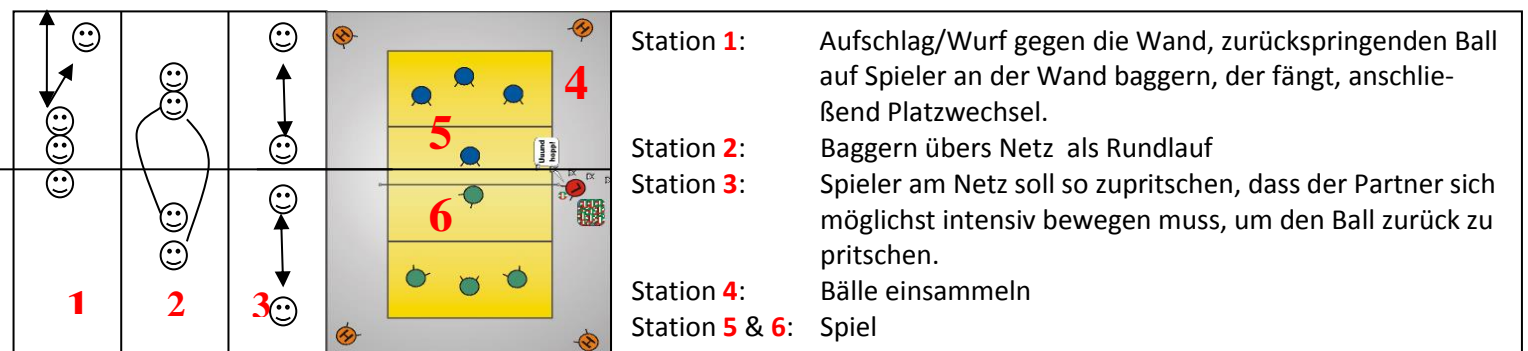 1
2
3
4
5
6
H
H
H
H
Uuund
hopp!
L
Station 1: Aufschlag/Wurf gegen die Wand, zurückspringenden Ball
auf Spieler an der Wand baggern, der fängt, anschlie-
ßend Platzwechsel.
Station 2: Baggern übers Netz als Rundlauf
Station 3: Spieler am Netz soll so zupritschen, dass der Partner sich
möglichst intensiv bewegen muss, um den Ball zurück zu
pritschen.
Station 4: Bälle einsammeln
Station 5 & 6: Spiel